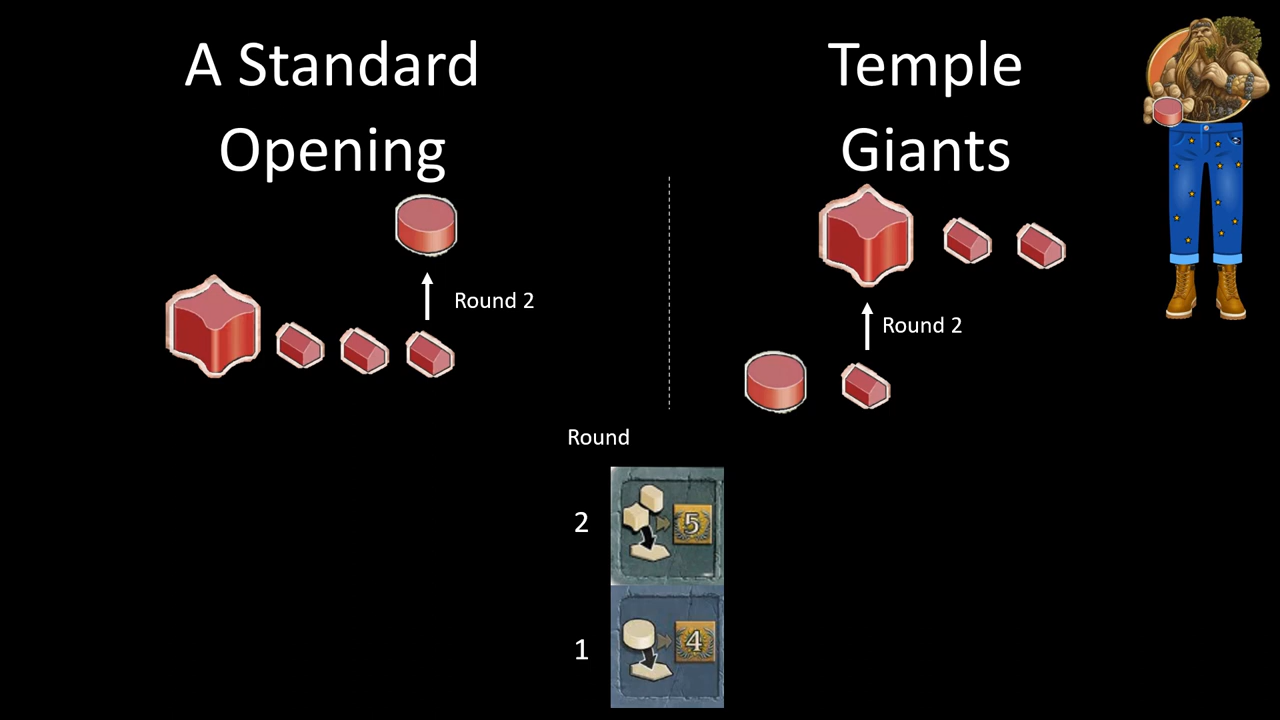 A Standard
Opening
Round 2
Temple
Giants
Round 2
Round
2
5
1
4